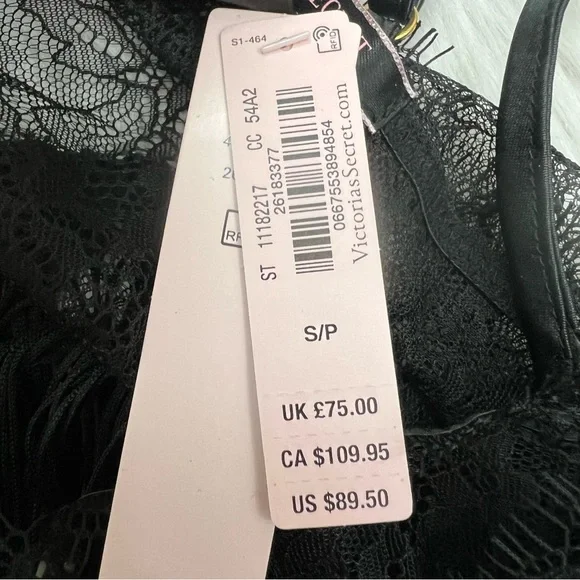 S1-464
RFID
ST 11182217 CC 54A2
26183377
0667553894854
VictoriasSecret.com
S/P
UK £75.00
CA $109.95
US $89.50